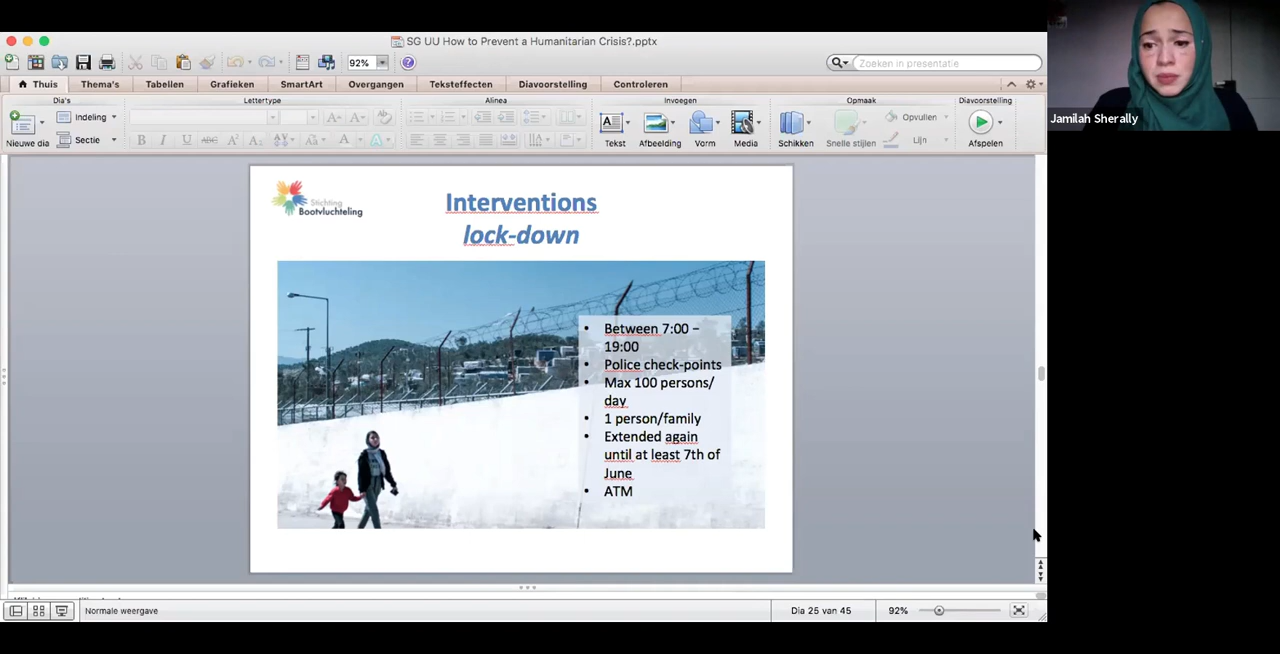 SG UU How to Prevent a Humanitarian Crisis?.pptx
92%
Zoeken in presentatie
Thuis
Thema's
Tabellen
Grafieken
SmartArt
Overgangen
Teksteffecten
Diavoorstelling
Controleren
Dia's
Lettertype
Alinea
Invoegen
Opmaak
Diavoorstelling
Nieuwe dia
Indeling
Sectie
B I U ABC A² A₂
Tekst
Afbeelding
Vorm
Media
Schikken
Snelle stijlen
Opvullen
Lijn
Afspelen
Stichting
Bootvluchteling
Interventions
lock-down
• Between 7:00 –
19:00
• Police check-points
• Max 100 persons/
day
• 1 person/family
• Extended again
until at least 7th of
June
• ATM
Normale weergave
Dia 25 van 45
92%
Jamilah Sherally